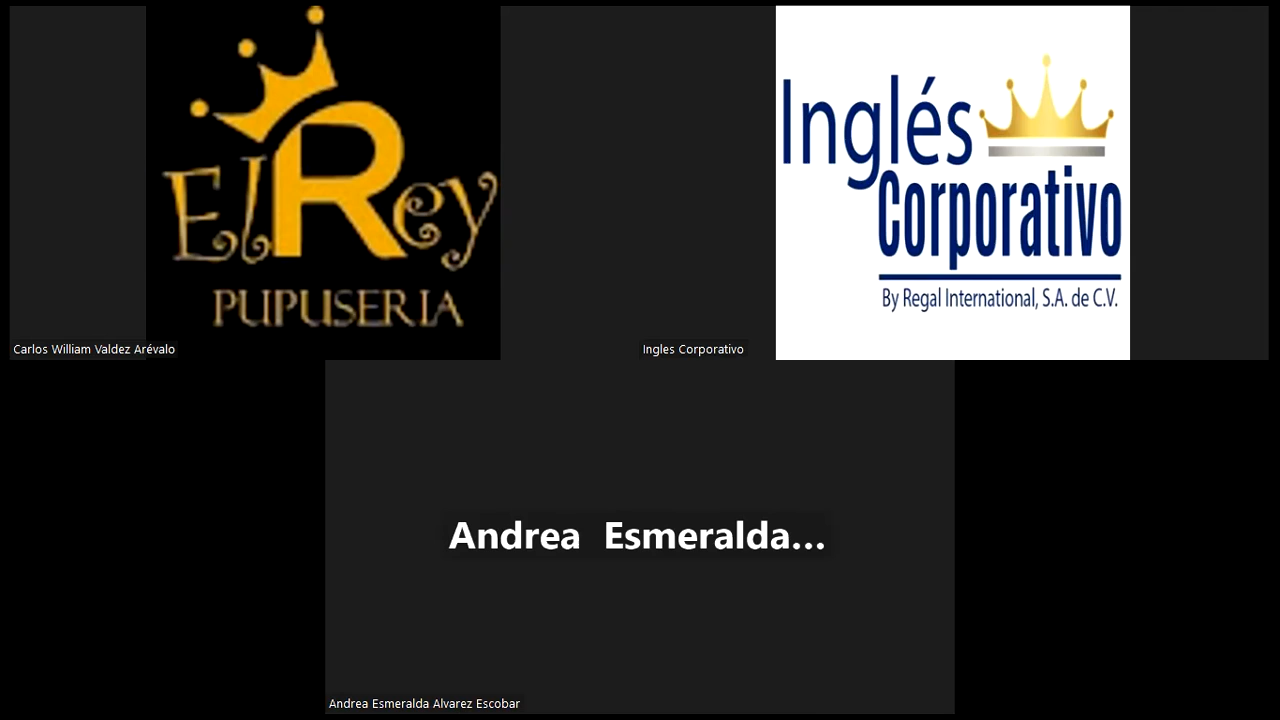 El Rey
PUPUSERIA
Carlos William Valdez Arévalo
Inglés
Corporativo
By Regal International, S.A. de C.V.
Ingles Corporativo
Andrea Esmeralda...
Andrea Esmeralda Alvarez Escobar